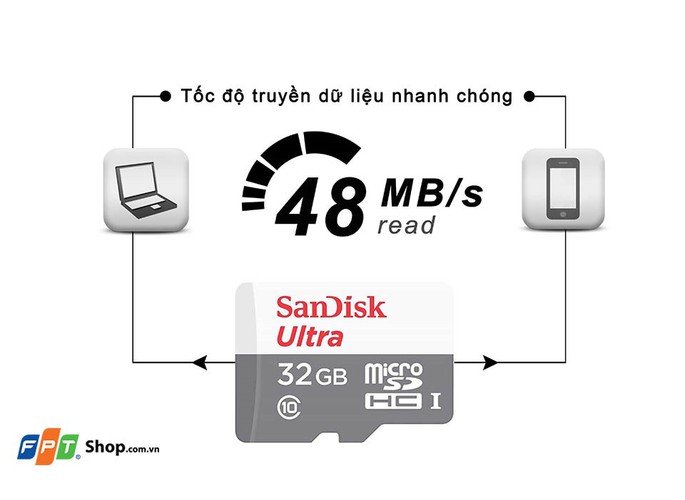 Tốc độ truyền dữ liệu nhanh chóng
48 MB/s
read
SanDisk
Ultra
32GB
micro
SD
HC I
10
FPT Shop.com.vn